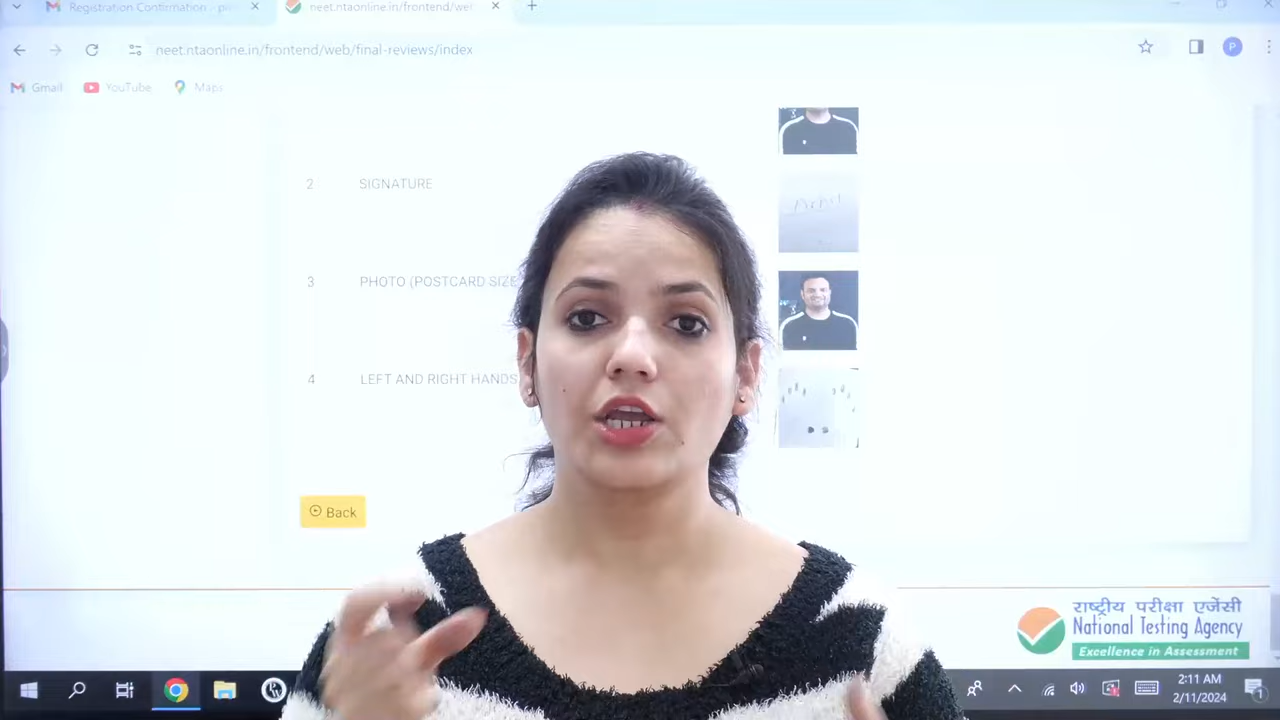 Registration Confirmation
neet.ntaonline.in/frontend/web
neet.ntaonline.in/frontend/web/final-reviews/index
P
Gmail
YouTube
Maps
2 SIGNATURE
3 PHOTO (POSTCARD SIZE
4 LEFT AND RIGHT HANDS
Back
राष्ट्रीय परीक्षा एजेंसी
National Testing Agency
Excellence in Assessment
2:11 AM
2/11/2024
1